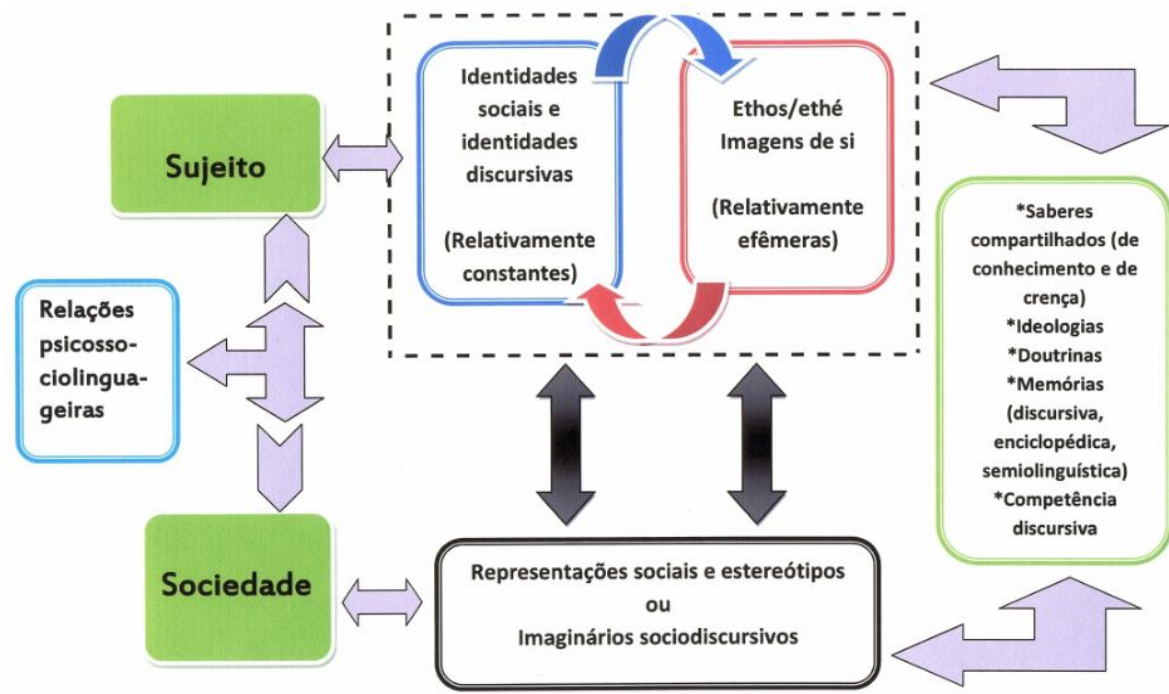 Sujeito
Identidades
sociais e
identidades
discursivas
(Relativamente
constantes)
Ethos/ethé
Imagens de si
(Relativamente
efêmeras)
*Saberes
compartilhados (de
conhecimento e de
crença)
*Ideologias
*Doutrinas
*Memórias
(discursiva,
enciclopédica,
semiolinguística)
*Competência
discursiva
Relações
psicosso-
ciolingua-
geiras
Sociedade
Representações sociais e estereótipos
ou
Imaginários sociodiscursivos